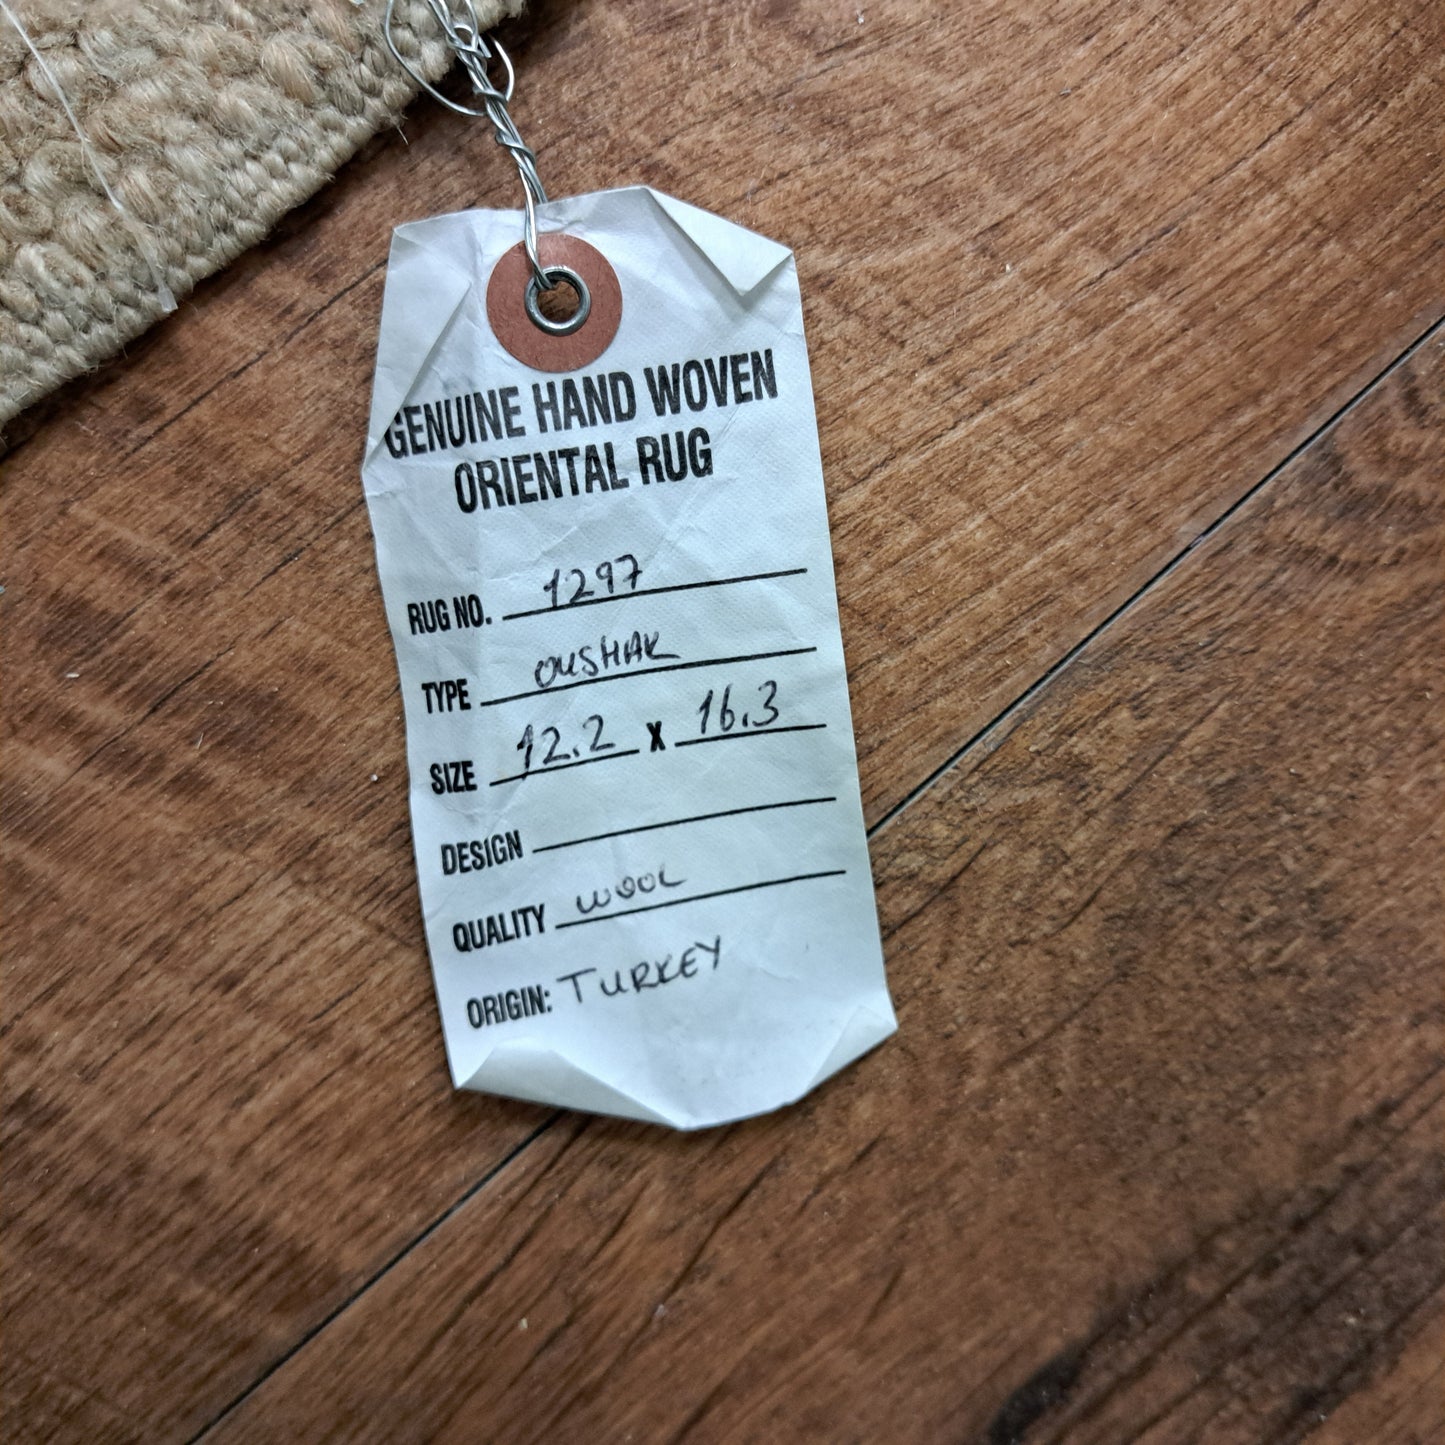 GENUINE HAND WOVEN
ORIENTAL RUG
RUG NO. 1297
TYPE OUSHAK
SIZE 12.2 X 16.3
DESIGN
QUALITY WOOL
ORIGIN: TURKEY